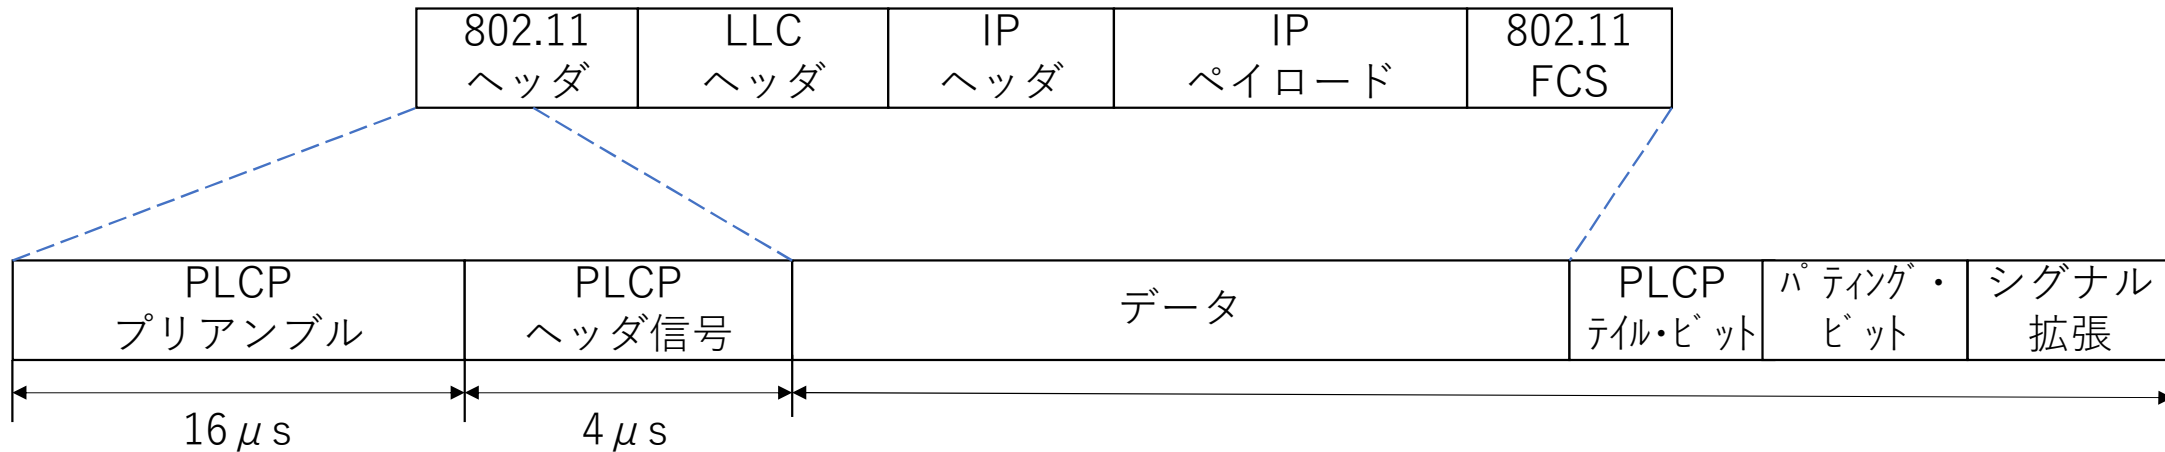 802.11
ヘッダ
LLC
ヘッダ
IP
ヘッダ
IP
ペイロード
802.11
FCS
PLCP
プリアンブル
PLCP
ヘッダ信号
データ
PLCP
テイル・ビット
パティング・
ビット
シグナル
拡張
16μs
4μs